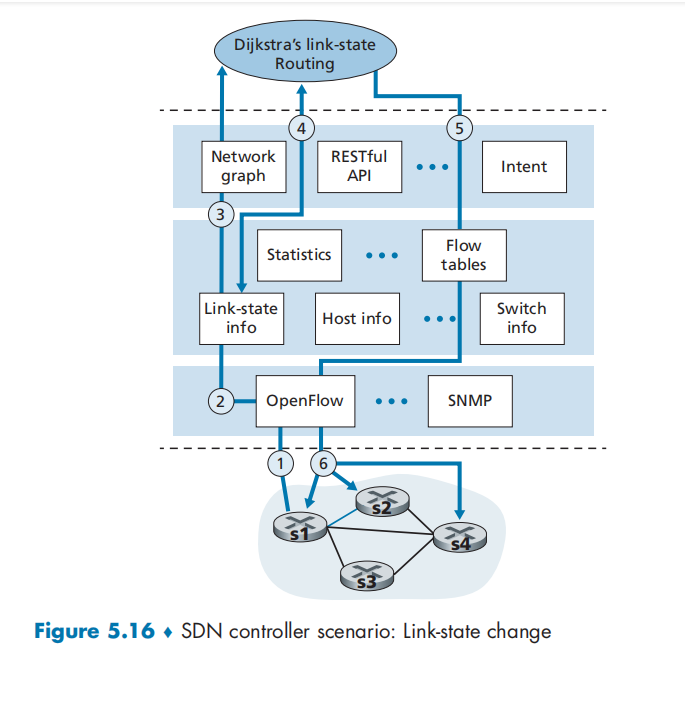 Dijkstra's link-state
Routing
4
5
Network
graph
RESTful
API
Intent
3
Statistics
Flow
tables
Link-state
info
Host info
Switch
info
2
OpenFlow
SNMP
1
6
s2
s1
s4
s3
Figure 5.16 ♦ SDN controller scenario: Link-state change